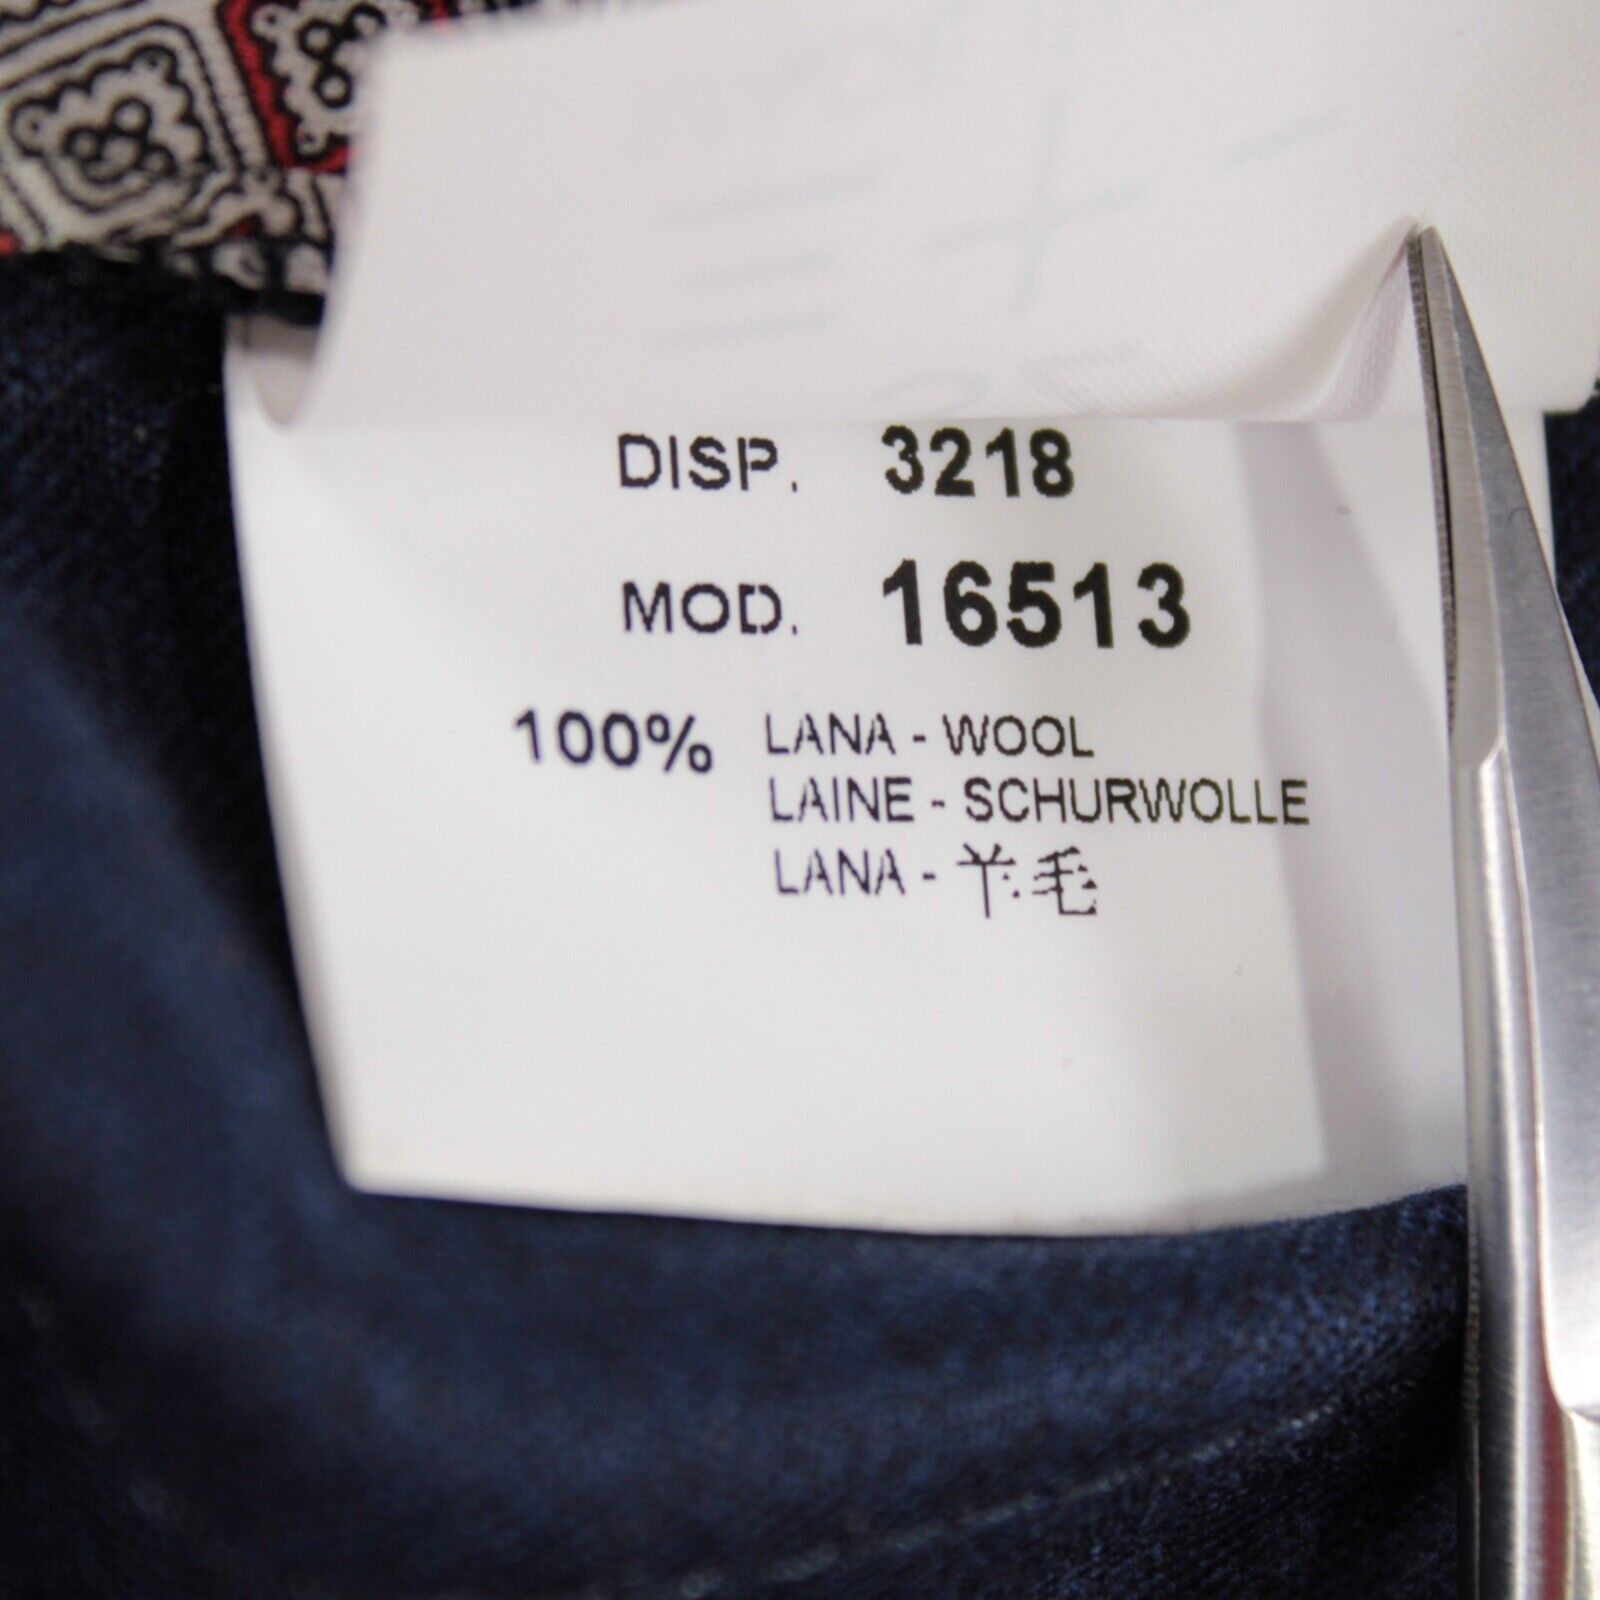 DISP. 3218
MOD. 16513
100% LANA - WOOL
LAINE - SCHURWOLLE
LANA - 羊毛